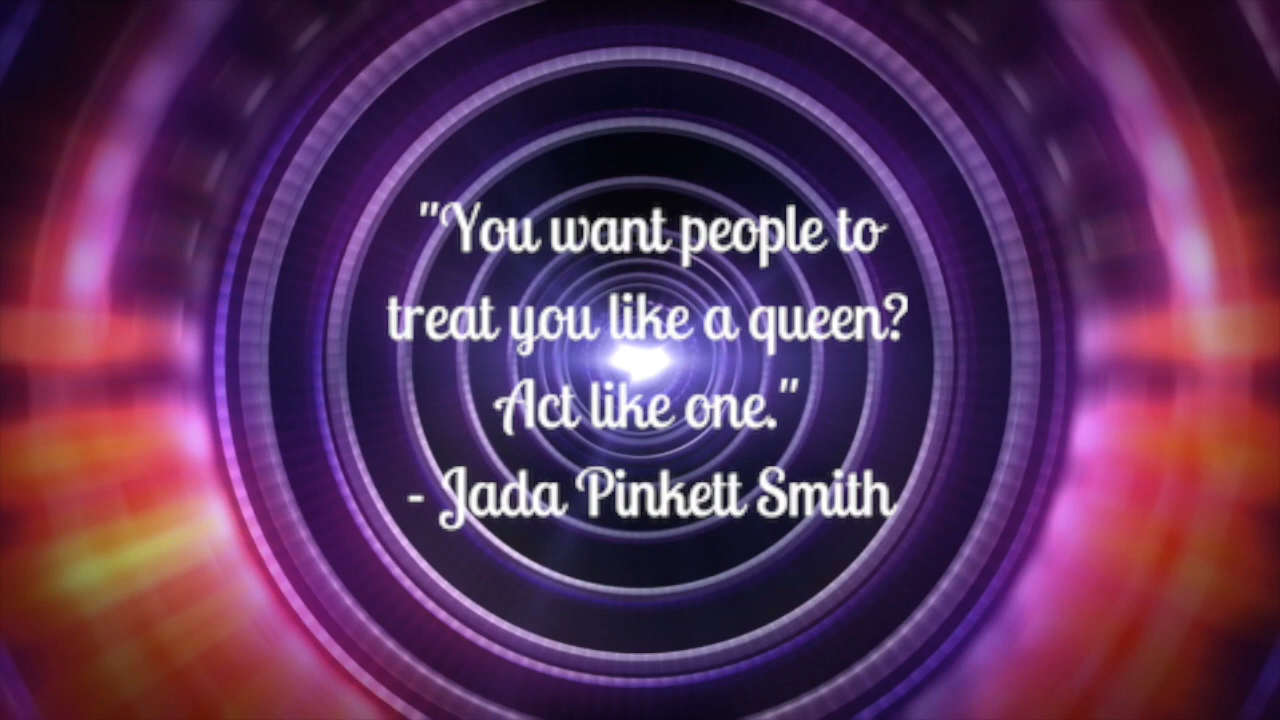 "You want people to
treat you like a queen?
Act like one."
- Jada Pinkett Smith